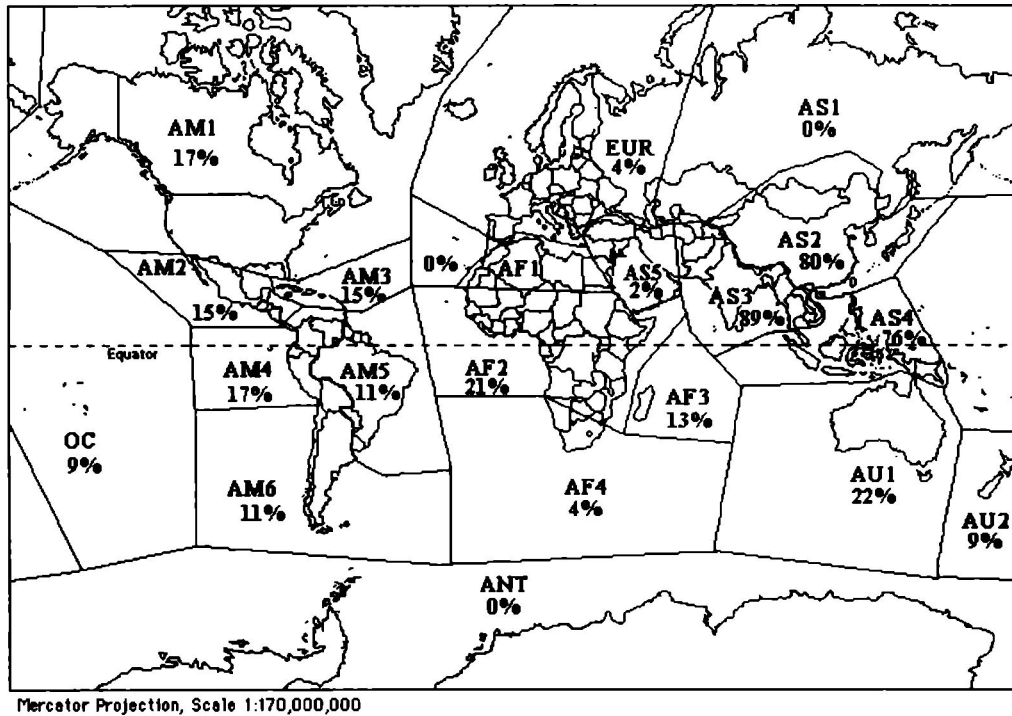 AM1
17%
EUR
4%
AS1
0%
AM2
15%
AM3
15%
0%
AF1
AS5
2%
AS2
80%
AS3
89%
AS4
76%
Equator
AM4
17%
AM5
11%
AF2
21%
AF3
13%
OC
9%
AM6
11%
AF4
4%
AU1
22%
AU2
9%
ANT
0%
Mercator Projection, Scale 1:170,000,000